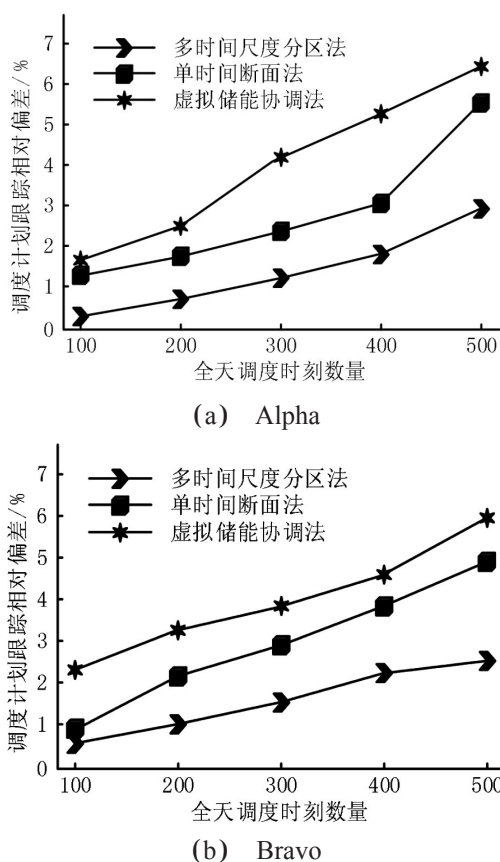 7
6
5
4
3
2
1
0
调度计划跟踪相对偏差/%
多时间尺度分区法
单时间断面法
虚拟储能协调法
100 200 300 400 500
全天调度时刻数量
(a) Alpha
7
6
5
4
3
2
1
0
调度计划跟踪相对偏差/%
多时间尺度分区法
单时间断面法
虚拟储能协调法
100 200 300 400 500
全天调度时刻数量
(b) Bravo